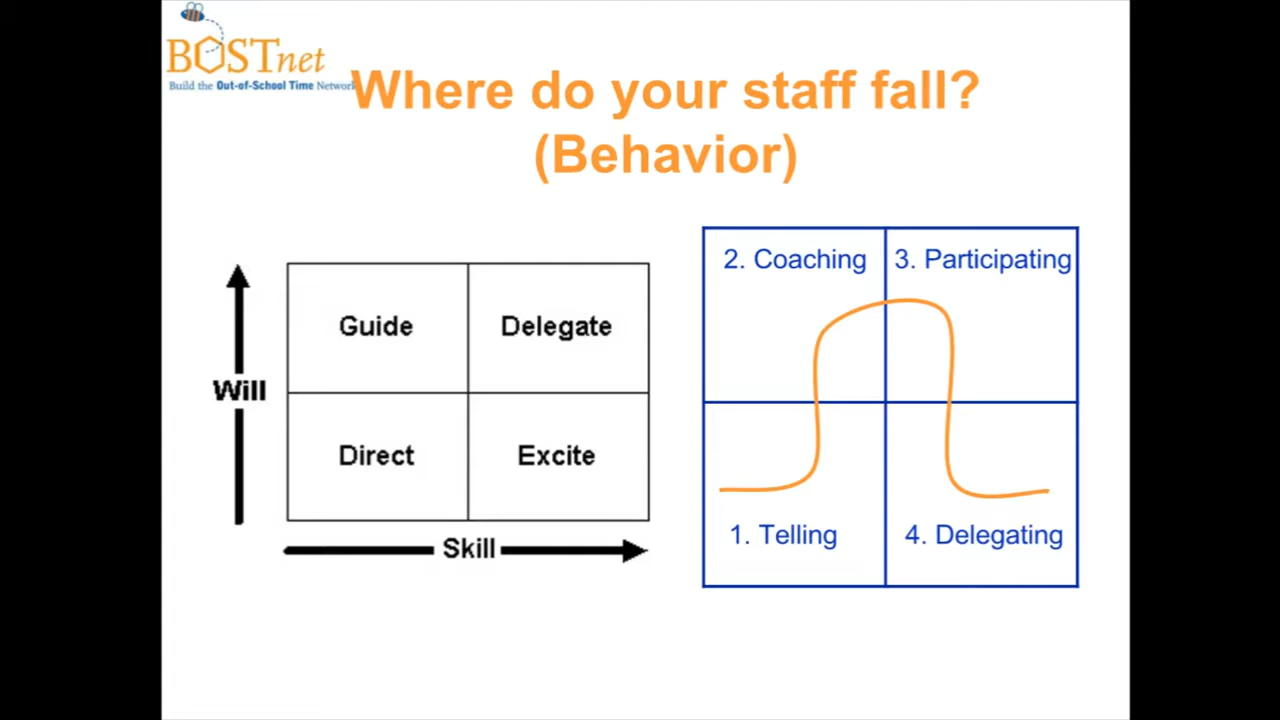 BOSTnet
Build the Out-of-School Time Network
Where do your staff fall?
(Behavior)
Will
Guide
Delegate
Direct
Excite
Skill
2. Coaching
3. Participating
1. Telling
4. Delegating